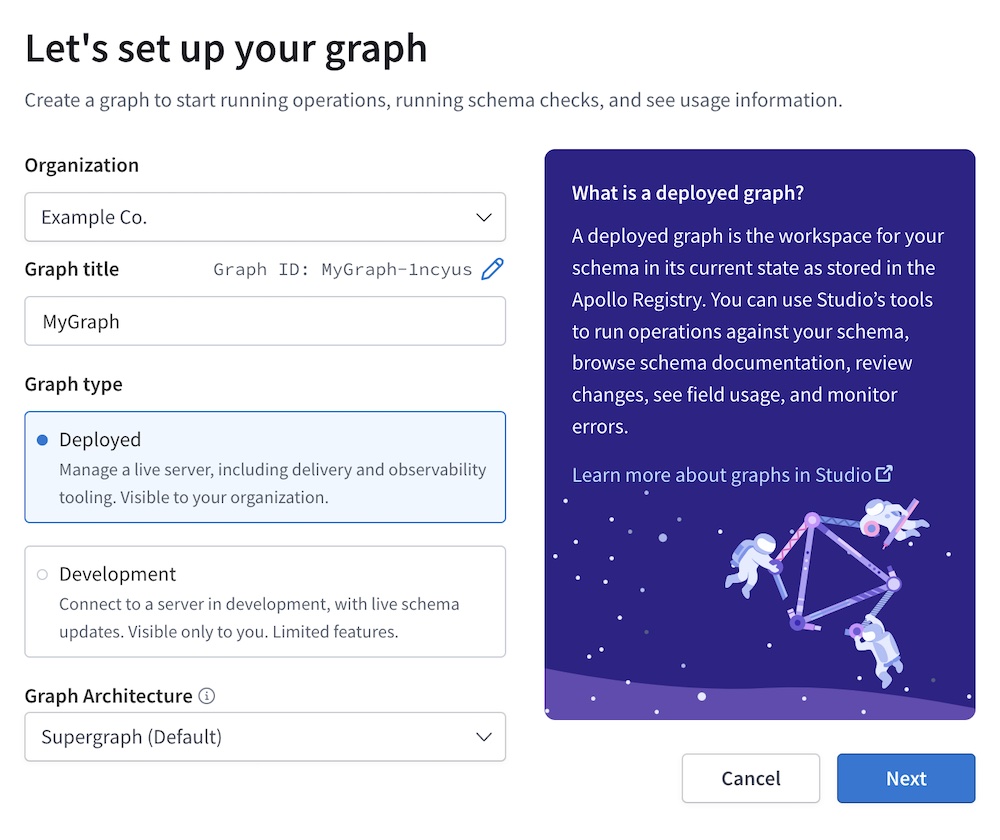 Let's set up your graph
Create a graph to start running operations, running schema checks, and see usage information.
Organization
Example Co.
Graph title
Graph ID: MyGraph-1ncyus
MyGraph
Graph type
Deployed
Manage a live server, including delivery and observability
tooling. Visible to your organization.
Development
Connect to a server in development, with live schema
updates. Visible only to you. Limited features.
Graph Architecture
Supergraph (Default)
What is a deployed graph?
A deployed graph is the workspace for your
schema in its current state as stored in the
Apollo Registry. You can use Studio’s tools
to run operations against your schema,
browse schema documentation, review
changes, see field usage, and monitor
errors.
Learn more about graphs in Studio
Cancel
Next